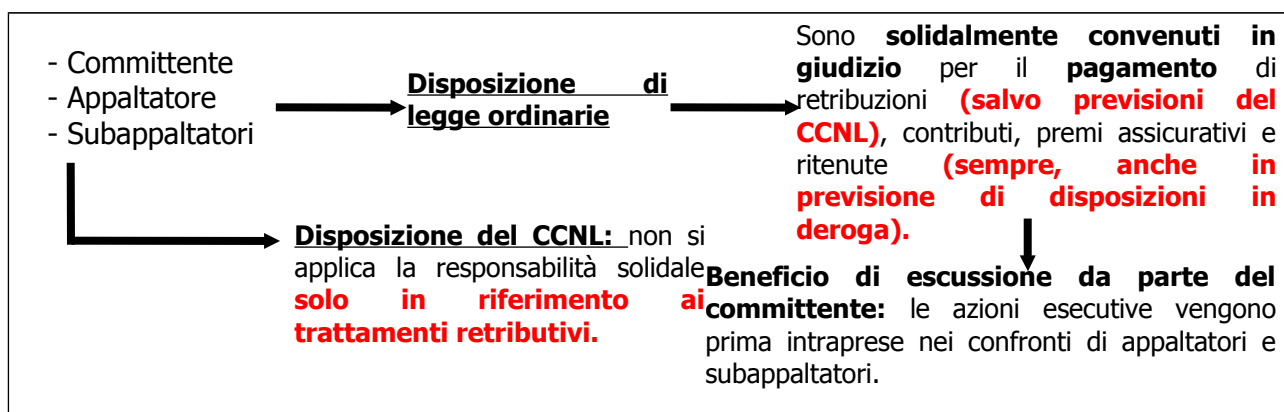 - Committente
- Appaltatore
- Subappaltatori
Disposizione di
legge ordinarie
Sono solidalmente convenuti in
giudizio per il pagamento di
retribuzioni (salvo previsioni del
CCNL), contributi, premi assicurativi e
ritenute (sempre, anche in
previsione di disposizioni in
deroga).
Disposizione del CCNL: non si
applica la responsabilità solidale
solo in riferimento ai
trattamenti retributivi.
Beneficio di escussione da parte del
committente: le azioni esecutive vengono
prima intraprese nei confronti di appaltatori e
subappaltatori.